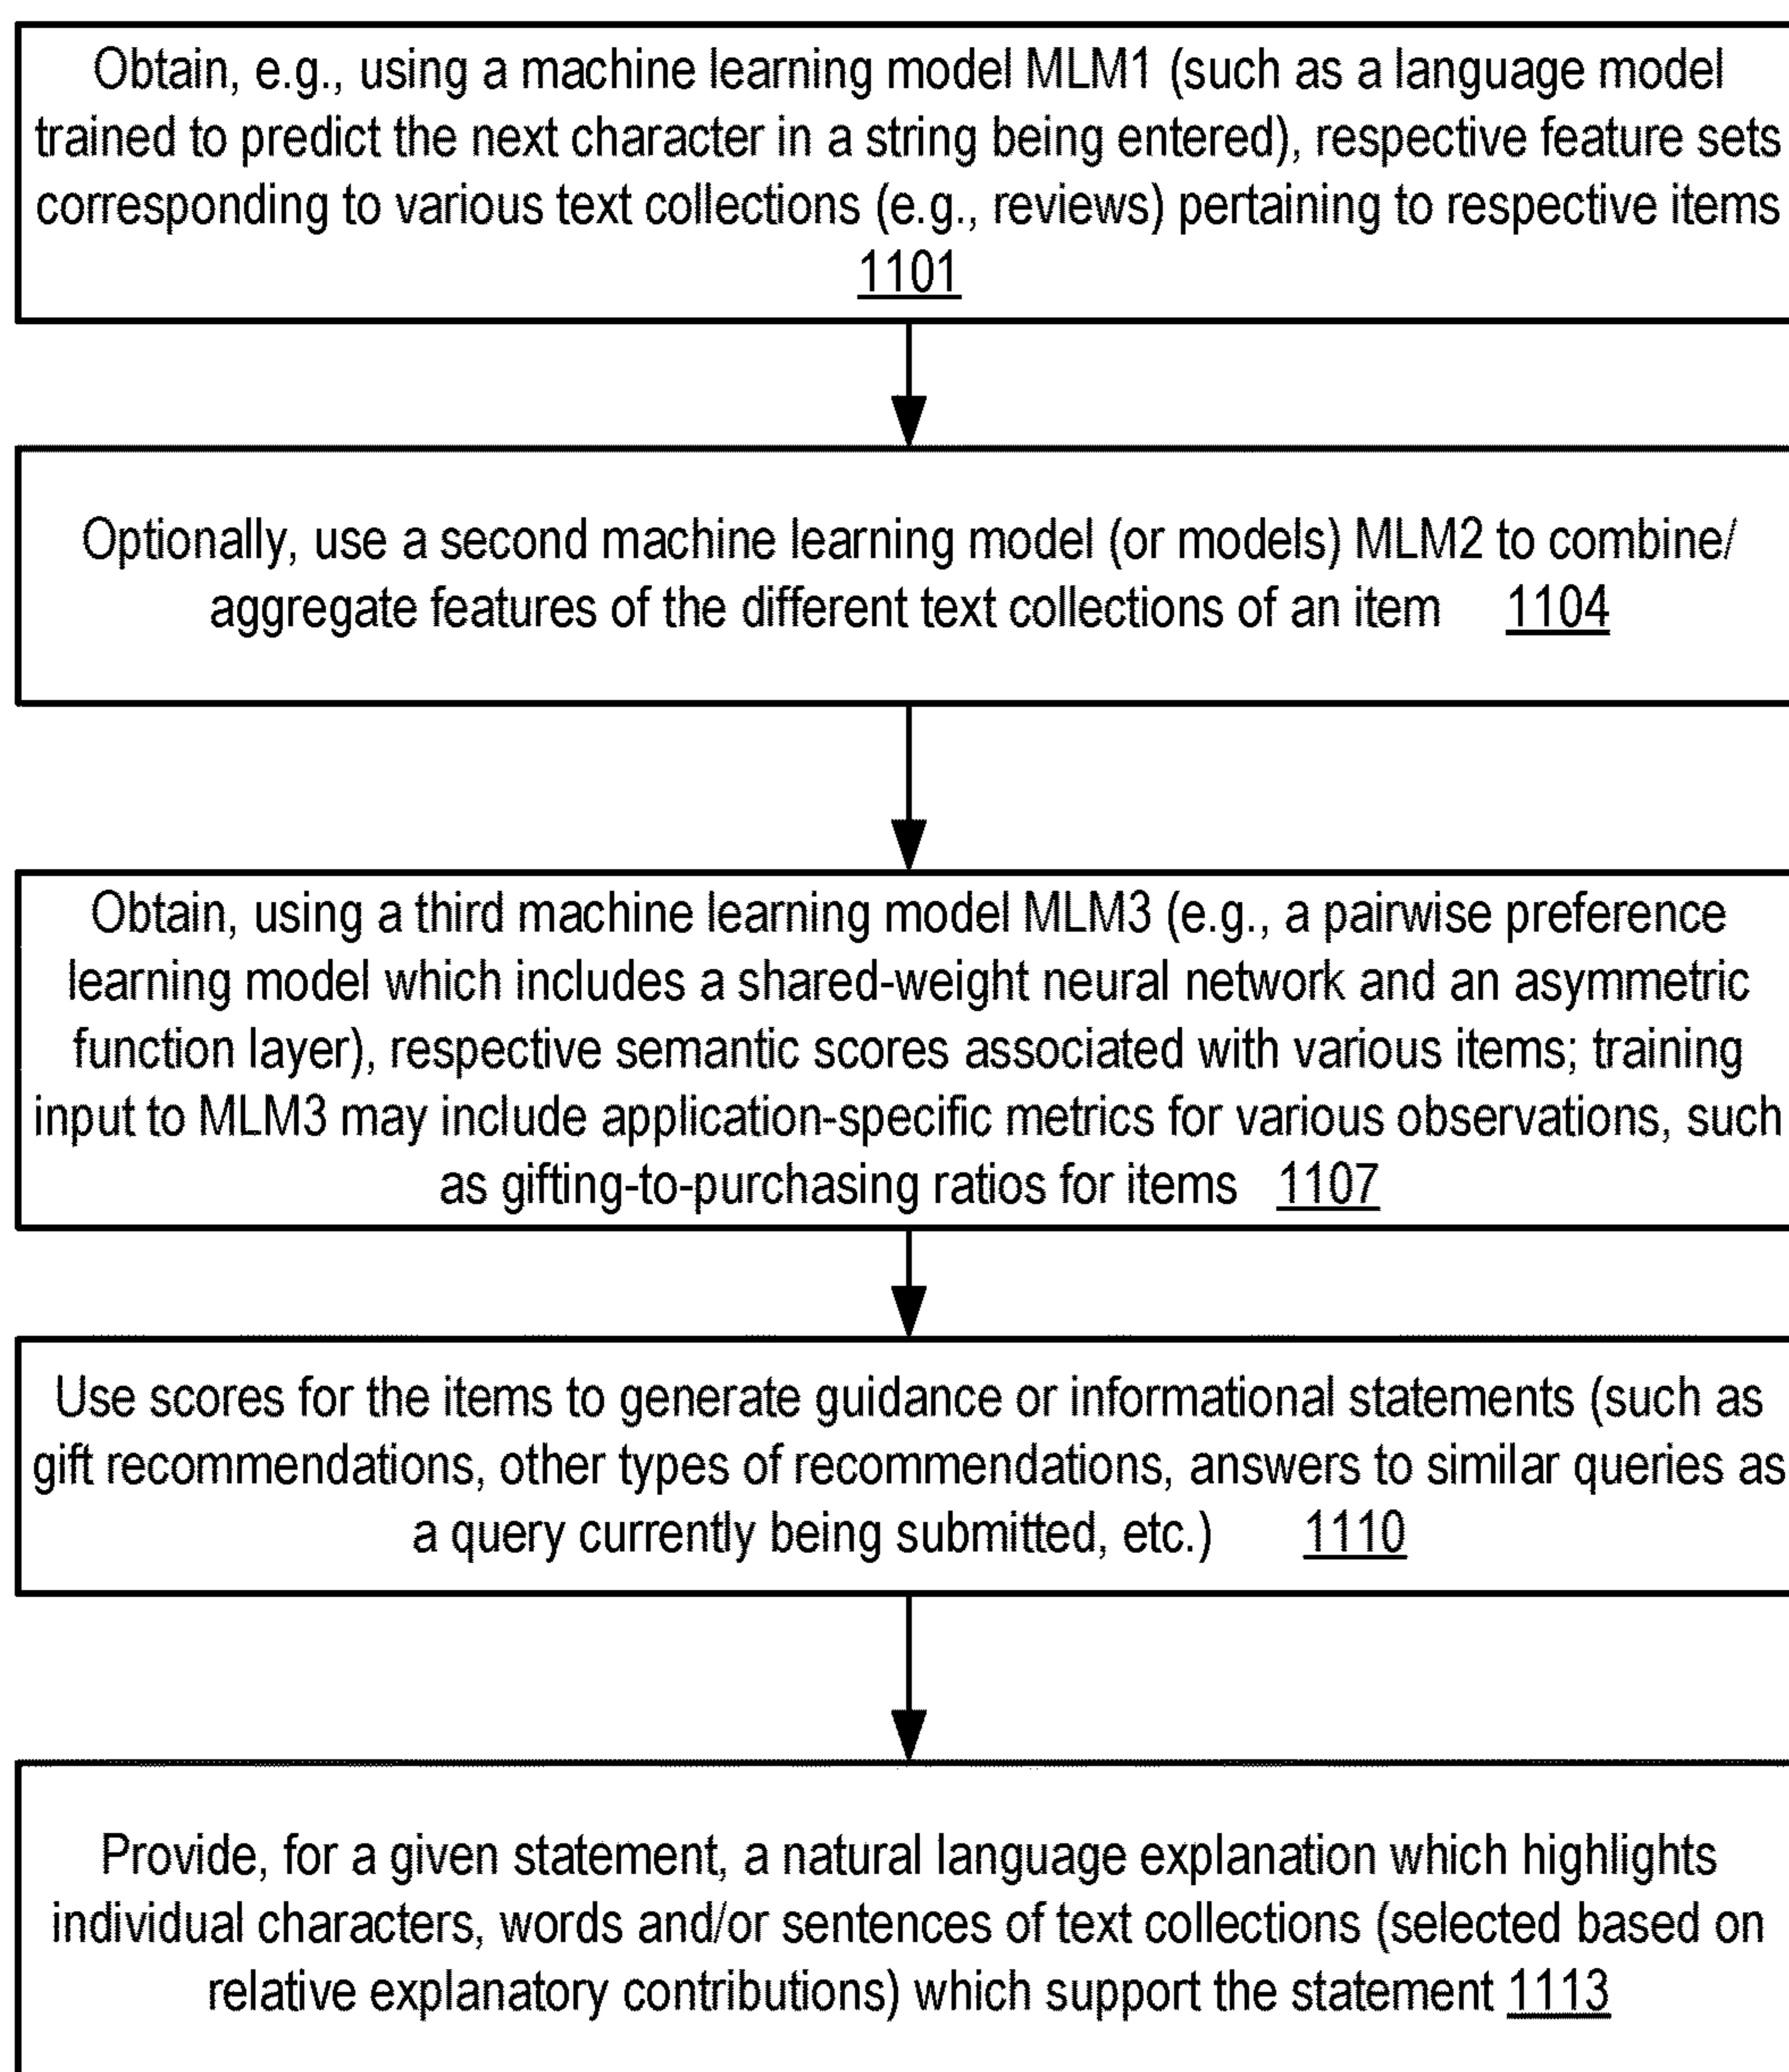 Obtain, e.g., using a machine learning model MLM1 (such as a language model
trained to predict the next character in a string being entered), respective feature sets
corresponding to various text collections (e.g., reviews) pertaining to respective items
1101
Optionally, use a second machine learning model (or models) MLM2 to combine/
aggregate features of the different text collections of an item 1104
Obtain, using a third machine learning model MLM3 (e.g., a pairwise preference
learning model which includes a shared-weight neural network and an asymmetric
function layer), respective semantic scores associated with various items; training
input to MLM3 may include application-specific metrics for various observations, such
as gifting-to-purchasing ratios for items 1107
Use scores for the items to generate guidance or informational statements (such as
gift recommendations, other types of recommendations, answers to similar queries as
a query currently being submitted, etc.) 1110
Provide, for a given statement, a natural language explanation which highlights
individual characters, words and/or sentences of text collections (selected based on
relative explanatory contributions) which support the statement 1113